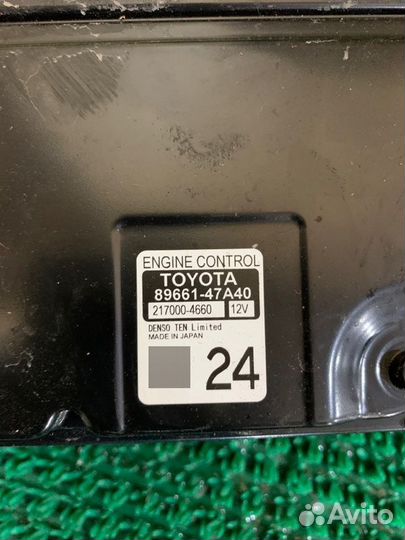 ENGINE CONTROL
TOYOTA
89661-47A40
217000-4660 12V
DENSO TEN Limited
MADE IN JAPAN
24
Avito